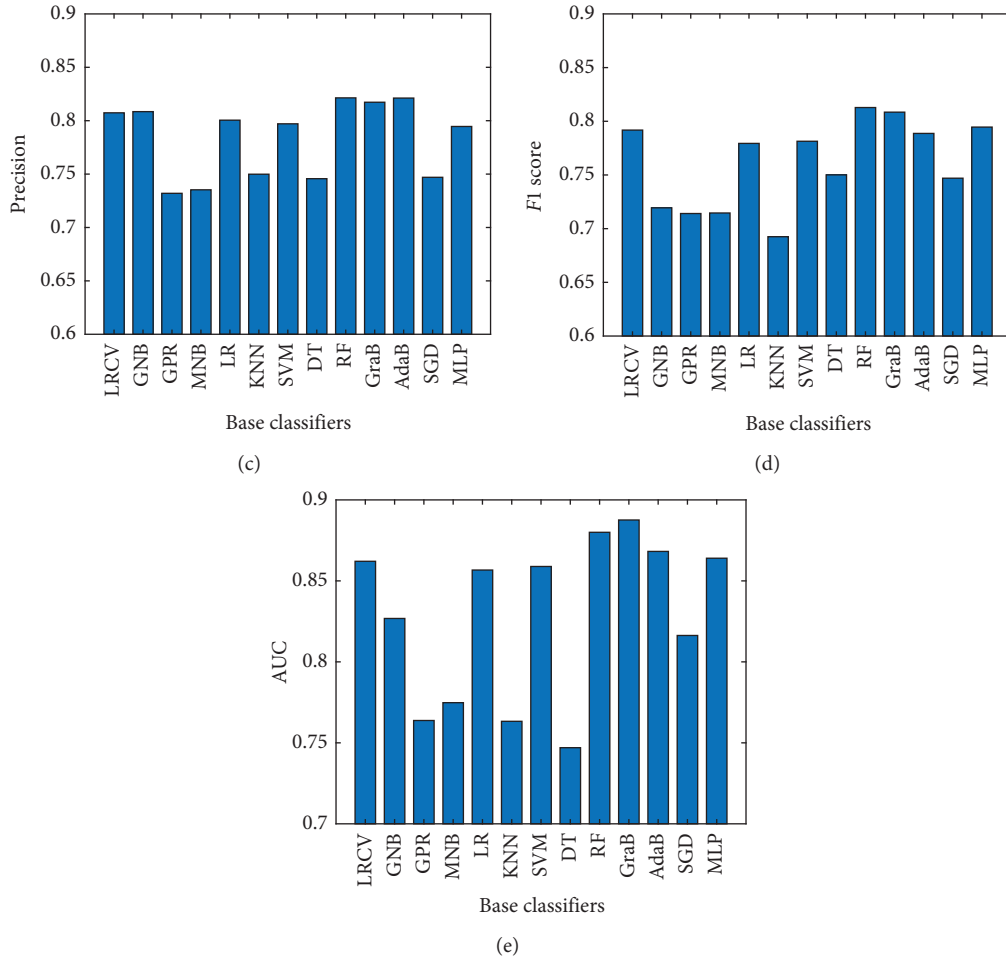 0.9
0.85
0.8
0.75
0.7
0.65
0.6
Precision
LRCV
GNB
GPR
MNB
LR
KNN
SVM
DT
RF
GraB
AdaB
SGD
MLP
Base classifiers
(c)
0.9
0.85
0.8
0.75
0.7
0.65
0.6
F1 score
LRCV
GNB
GPR
MNB
LR
KNN
SVM
DT
RF
GraB
AdaB
SGD
MLP
Base classifiers
(d)
0.9
0.85
0.8
0.75
0.7
AUC
LRCV
GNB
GPR
MNB
LR
KNN
SVM
DT
RF
GraB
AdaB
SGD
MLP
Base classifiers
(e)